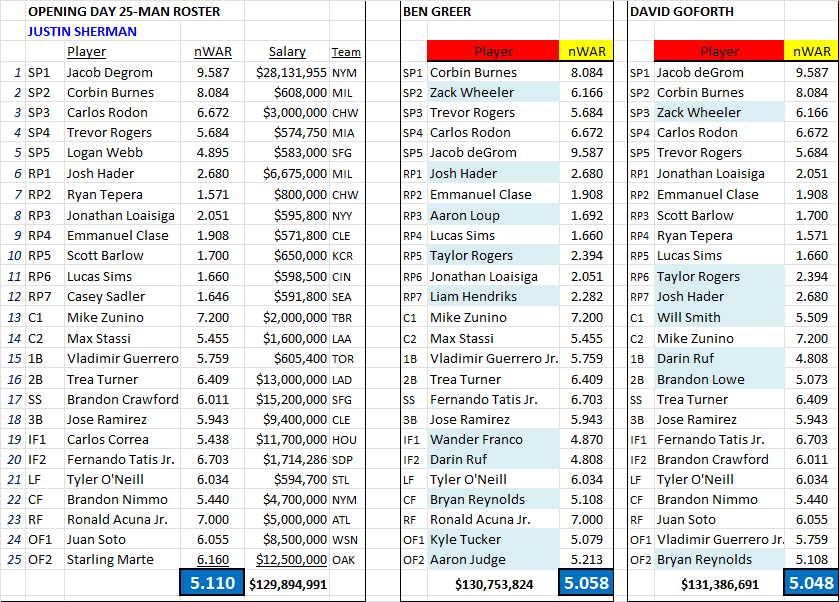 OPENING DAY 25-MAN ROSTER BEN GREER DAVID GOFORTH
JUSTIN SHERMAN
Player nWAR Salary Team Player nWAR Player nWAR
1 SP1 Jacob Degrom 9.587 $28,131,955 NYM SP1 Corbin Burnes 8.084 SP1 Jacob deGrom 9.587
2 SP2 Corbin Burnes 8.084 $608,000 MIL SP2 Zack Wheeler 6.166 SP2 Corbin Burnes 8.084
3 SP3 Carlos Rodon 6.672 $3,000,000 CHW SP3 Trevor Rogers 5.684 SP3 Zack Wheeler 6.166
4 SP4 Trevor Rogers 5.684 $574,750 MIA SP4 Carlos Rodon 6.672 SP4 Carlos Rodon 6.672
5 SP5 Logan Webb 4.895 $583,000 SFG SP5 Jacob deGrom 9.587 SP5 Trevor Rogers 5.684
6 RP1 Josh Hader 2.680 $6,675,000 MIL RP1 Josh Hader 2.680 RP1 Jonathan Loaisiga 2.051
7 RP2 Ryan Tepera 1.571 $800,000 CHW RP2 Emmanuel Clase 1.908 RP2 Emmanuel Clase 1.908
8 RP3 Jonathan Loaisiga 2.051 $595,800 NYY RP3 Aaron Loup 1.692 RP3 Scott Barlow 1.700
9 RP4 Emmanuel Clase 1.908 $571,800 CLE RP4 Lucas Sims 1.660 RP4 Ryan Tepera 1.571
10 RP5 Scott Barlow 1.700 $650,000 KCR RP5 Taylor Rogers 2.394 RP5 Lucas Sims 1.660
11 RP6 Lucas Sims 1.660 $598,500 CIN RP6 Jonathan Loaisiga 2.051 RP6 Taylor Rogers 2.394
12 RP7 Casey Sadler 1.646 $591,800 SEA RP7 Liam Hendriks 2.282 RP7 Josh Hader 2.680
13 C1 Mike Zunino 7.200 $2,000,000 TBR C1 Mike Zunino 7.200 C1 Will Smith 5.509
14 C2 Max Stassi 5.455 $1,600,000 LAA C2 Max Stassi 5.455 C2 Mike Zunino 7.200
15 1B Vladimir Guerrero 5.759 $605,400 TOR 1B Vladimir Guerrero Jr. 5.759 1B Darin Ruf 4.808
16 2B Trea Turner 6.409 $13,000,000 LAD 2B Trea Turner 6.409 2B Brandon Lowe 5.073
17 SS Brandon Crawford 6.011 $15,200,000 SFG SS Fernando Tatis Jr. 6.703 SS Trea Turner 6.409
18 3B Jose Ramirez 5.943 $9,400,000 CLE 3B Jose Ramirez 5.943 3B Jose Ramirez 5.943
19 IF1 Carlos Correa 5.438 $11,700,000 HOU IF1 Wander Franco 4.870 IF1 Fernando Tatis Jr. 6.703
20 IF2 Fernando Tatis Jr. 6.703 $1,714,286 SDP IF2 Darin Ruf 4.808 IF2 Brandon Crawford 6.011
21 LF Tyler O'Neill 6.034 $594,700 STL LF Tyler O'Neill 6.034 LF Tyler O'Neill 6.034
22 CF Brandon Nimmo 5.440 $4,700,000 NYM CF Bryan Reynolds 5.108 CF Brandon Nimmo 5.440
23 RF Ronald Acuna Jr. 7.000 $5,000,000 ATL RF Ronald Acuna Jr. 7.000 RF Juan Soto 6.055
24 OF1 Juan Soto 6.055 $8,500,000 WSN OF1 Kyle Tucker 5.079 OF1 Vladimir Guerrero Jr. 5.759
25 OF2 Starling Marte 6.160 $12,500,000 OAK OF2 Aaron Judge 5.213 OF2 Bryan Reynolds 5.108
5.110 $129,894,991 $130,753,824 5.058 $131,386,691 5.048